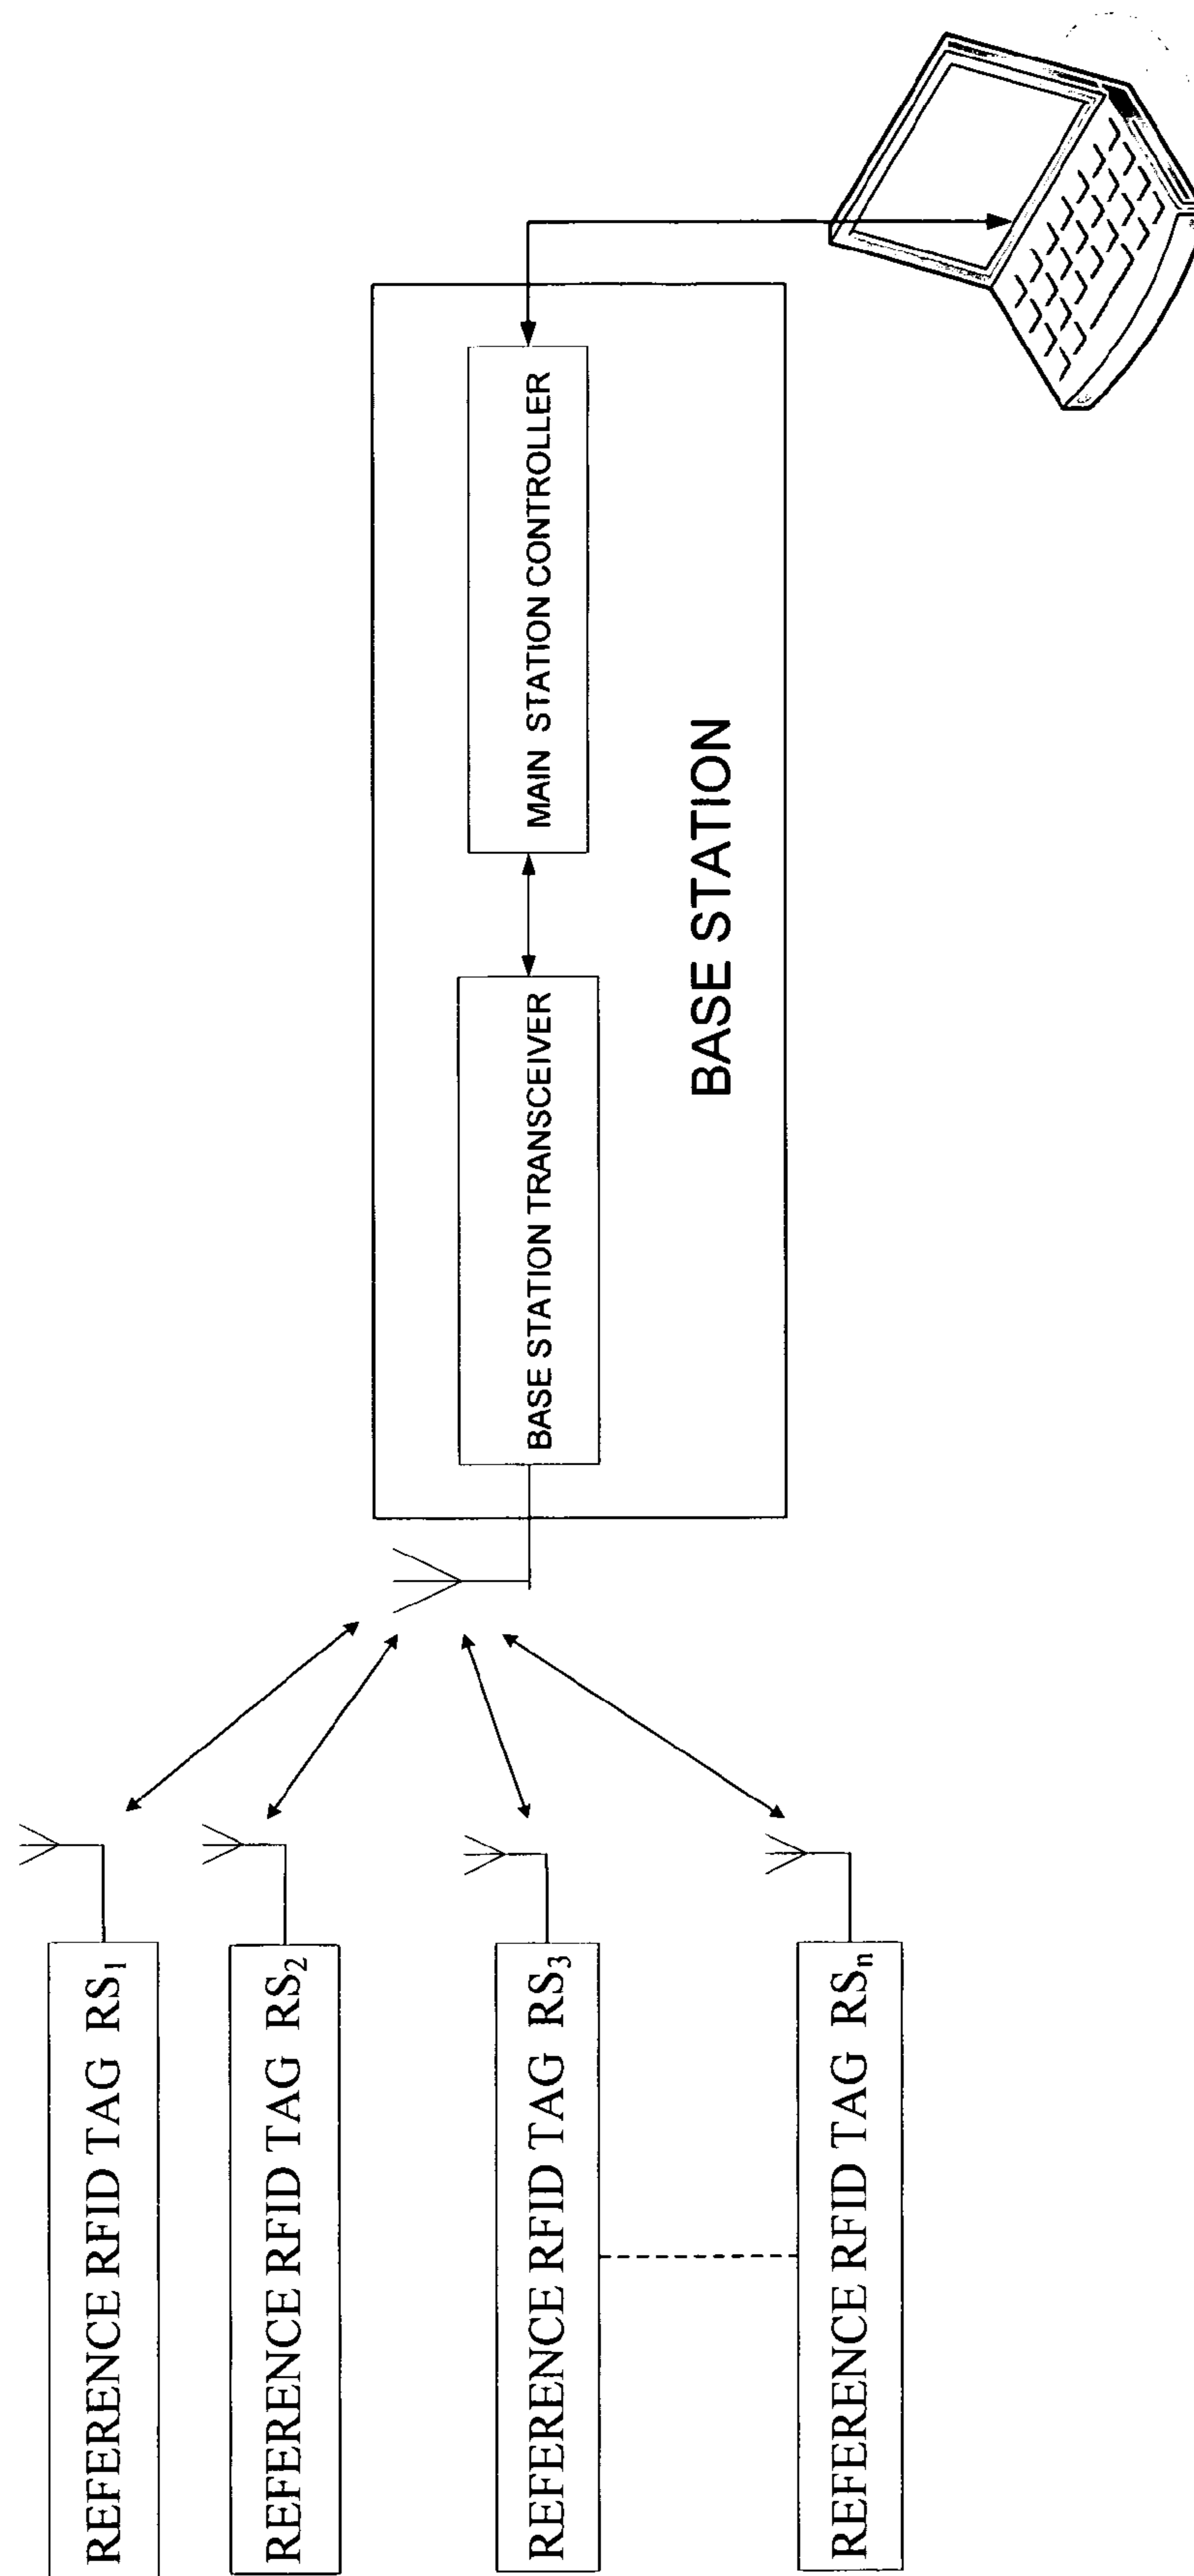 REFERENCE RFID TAG RS₁
REFERENCE RFID TAG RS₂
REFERENCE RFID TAG RS₃
REFERENCE RFID TAG RSₙ
BASE STATION TRANSCEIVER
MAIN STATION CONTROLLER
BASE STATION